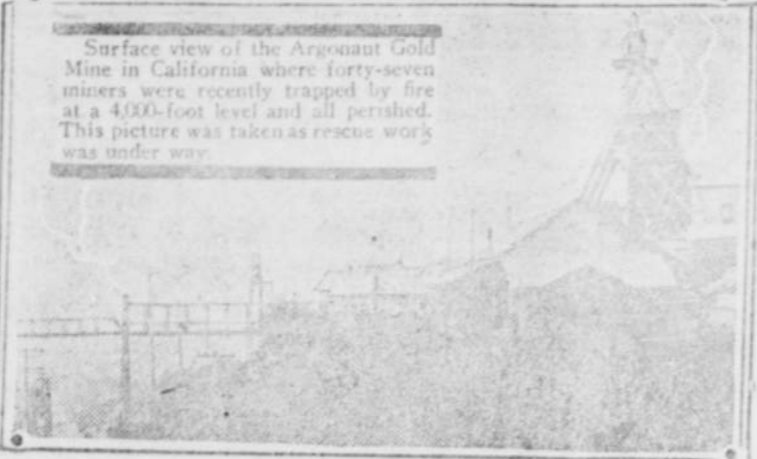 Surface view of the Argonaut Gold
Mine in California where forty-seven
miners were recently trapped by fire
at a 4,000-foot level and all perished.
This picture was taken as rescue work
was under way.